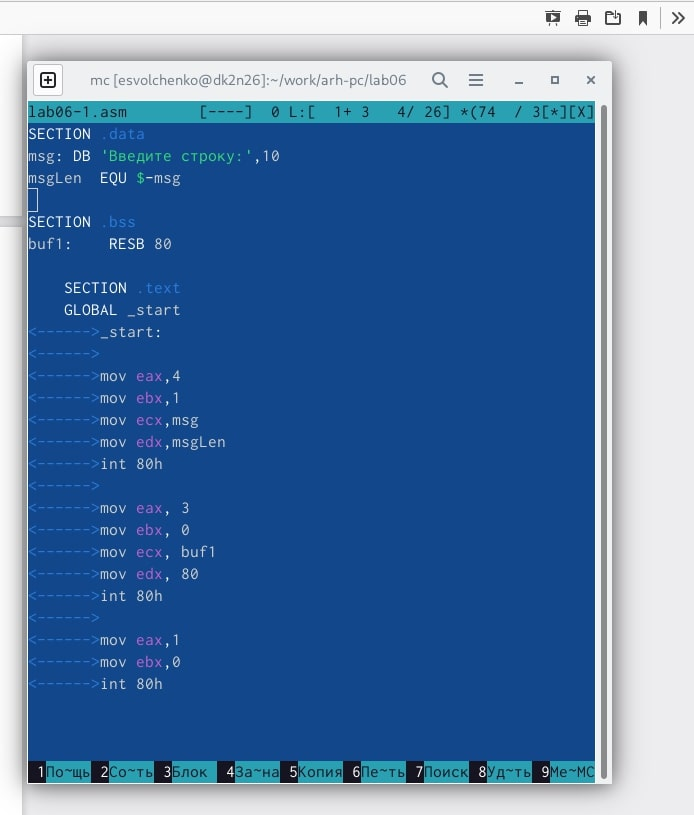 mc [esvolchenko@dk2n26]:~/work/arh-pc/lab06
lab06-1.asm [----] 0 L:[ 1+ 3 4/ 26] *(74 / 3[*][X]
SECTION .data
msg: DB 'Введите строку:',10
msgLen EQU $-msg
SECTION .bss
buf1: RESB 80
SECTION .text
GLOBAL _start
<------>_start:
<------>
<------>mov eax,4
<------>mov ebx,1
<------>mov ecx,msg
<------>mov edx,msgLen
<------>int 80h
<------>
<------>mov eax, 3
<------>mov ebx, 0
<------>mov ecx, buf1
<------>mov edx, 80
<------>int 80h
<------>
<------>mov eax,1
<------>mov ebx,0
<------>int 80h
1По~щь 2Со~ть 3Блок 4За~на 5Копия 6Пе~ть 7Поиск 8Уд~ть 9Ме~МС